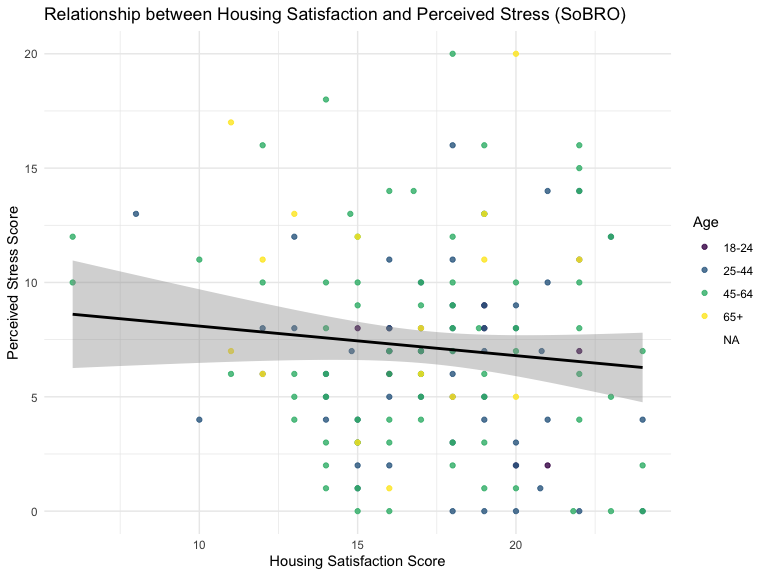 Relationship between Housing Satisfaction and Perceived Stress (SoBRO)
20
15
10
5
0
Perceived Stress Score
10 15 20
Housing Satisfaction Score
Age
18-24
25-44
45-64
65+
NA